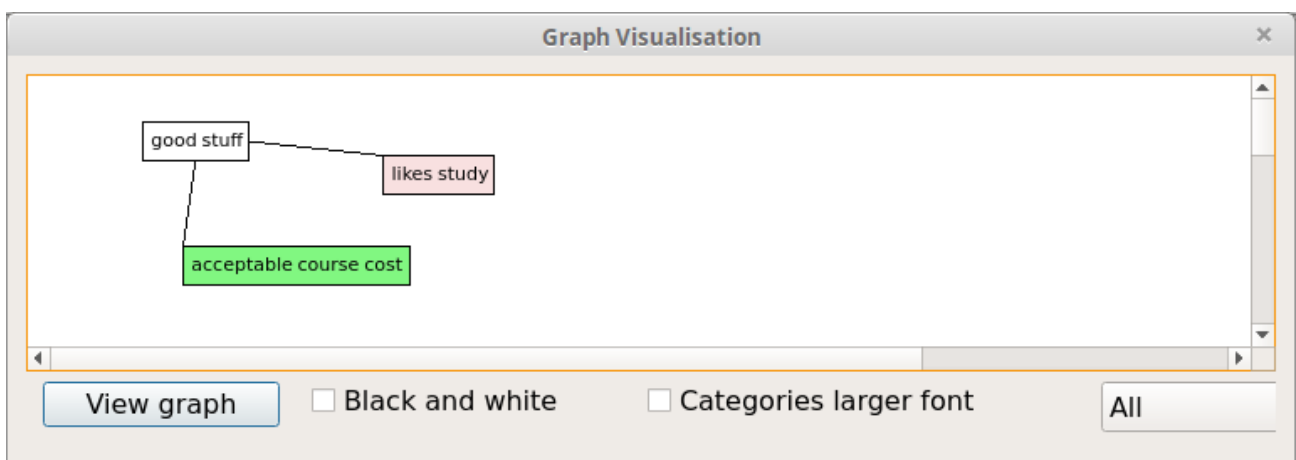 Graph Visualisation
good stuff
likes study
acceptable course cost
View graph
Black and white
Categories larger font
All